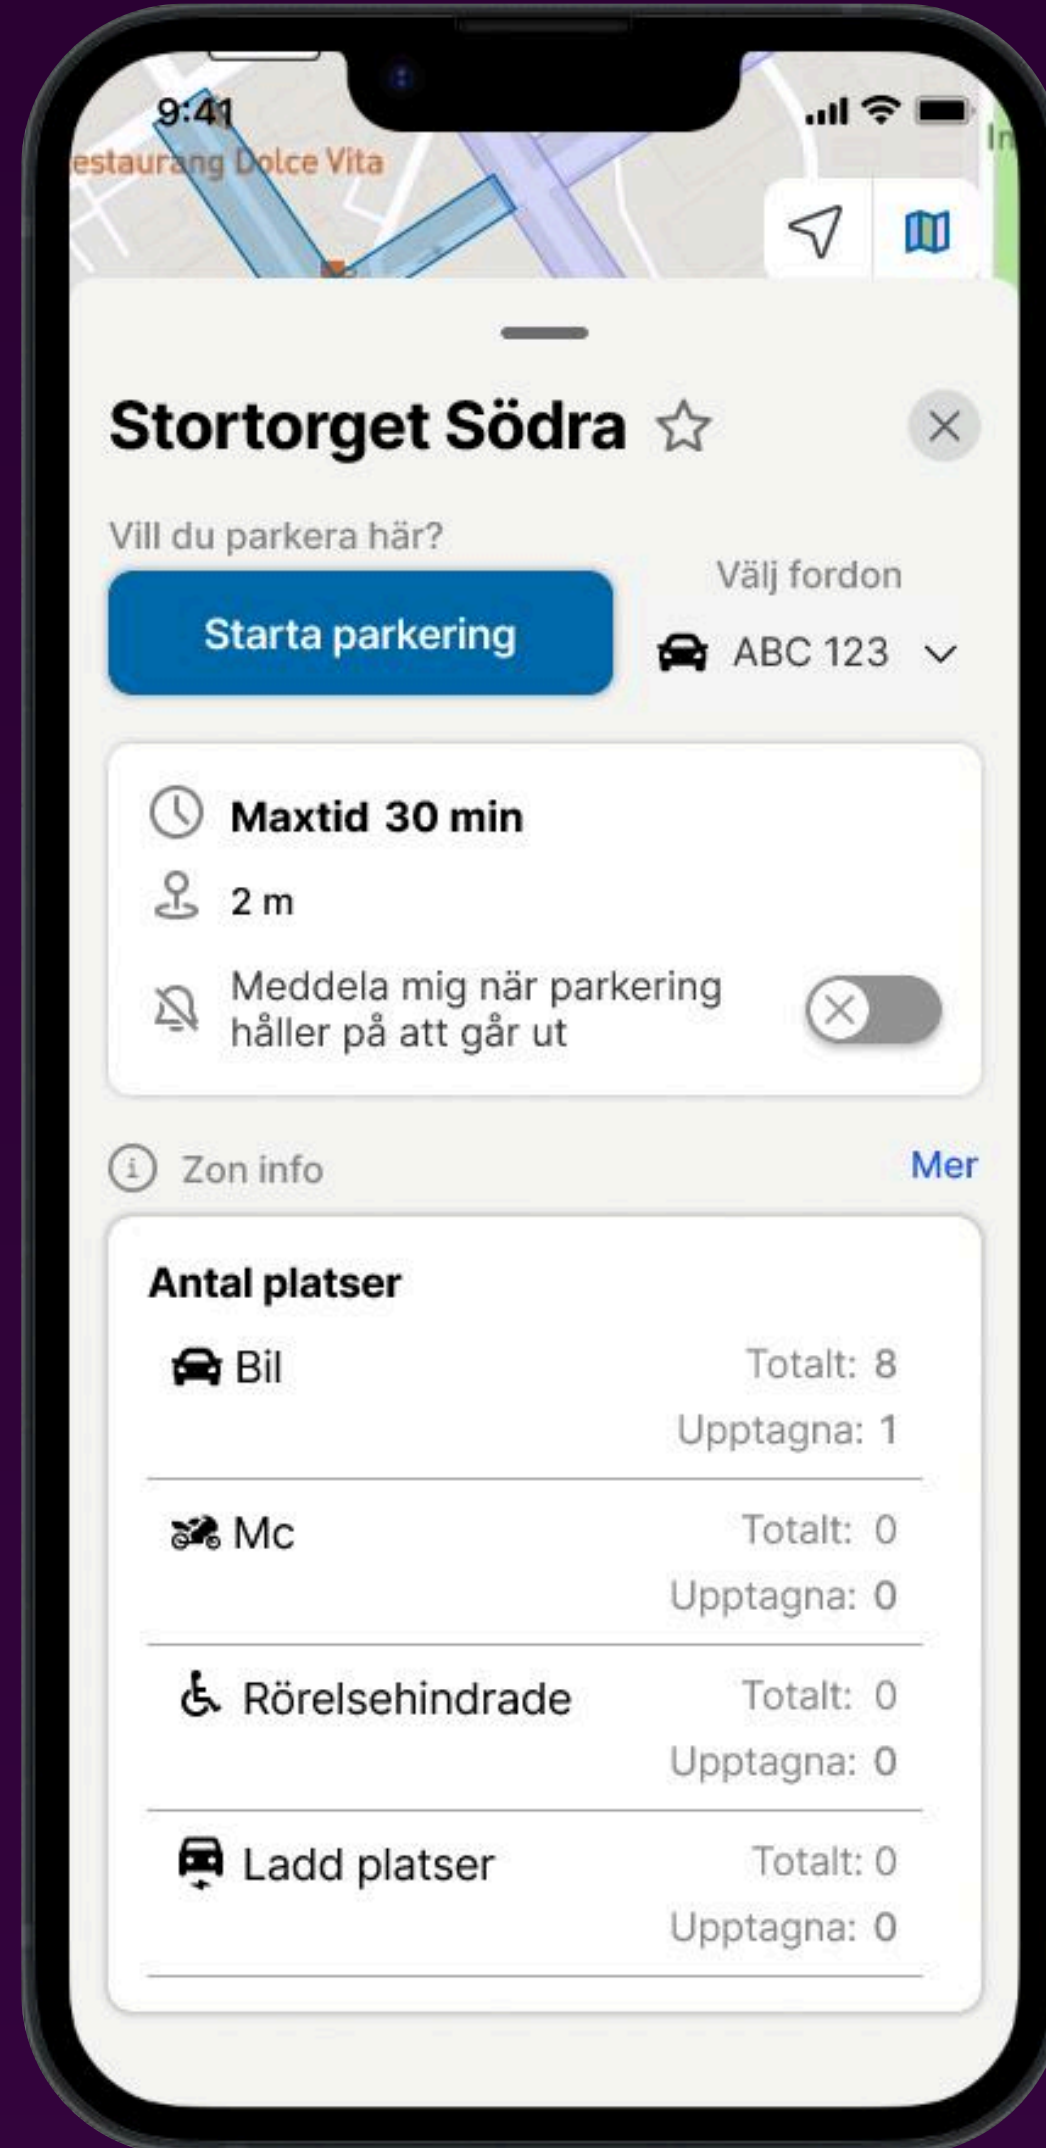 9:41
estaurang Dolce Vita
In
Stortorget Södra
Vill du parkera här?
Välj fordon
Starta parkering
ABC 123
Maxtid 30 min
2 m
Meddela mig när parkering
håller på att går ut
Zon info
Mer
Antal platser
Bil
Totalt: 8
Upptagna: 1
Mc
Totalt: 0
Upptagna: 0
Rörelsehindrade
Totalt: 0
Upptagna: 0
Ladd platser
Totalt: 0
Upptagna: 0